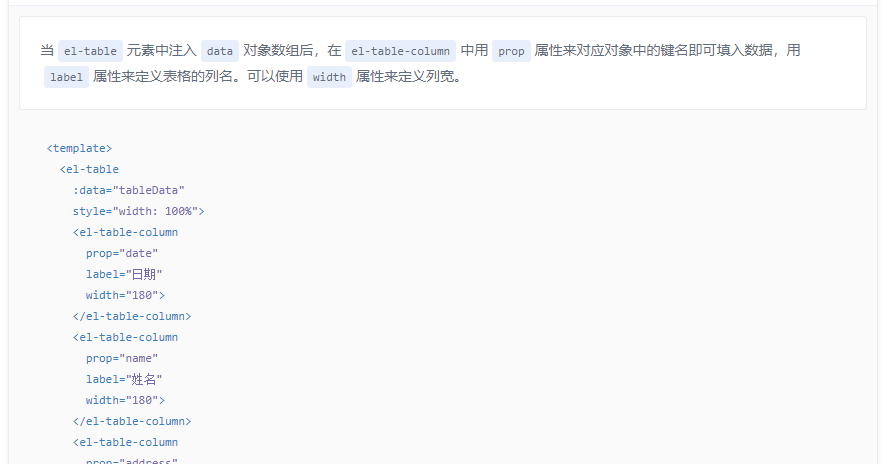 当 el-table 元素中注入 data 对象数组后，在 el-table-column 中用 prop 属性来对应对象中的键名即可填入数据，用
label 属性来定义表格的列名。可以使用 width 属性来定义列宽。
<template>
  <el-table
    :data="tableData"
    style="width: 100%">
    <el-table-column
      prop="date"
      label="日期"
      width="180">
    </el-table-column>
    <el-table-column
      prop="name"
      label="姓名"
      width="180">
    </el-table-column>
    <el-table-column
      prop="address"